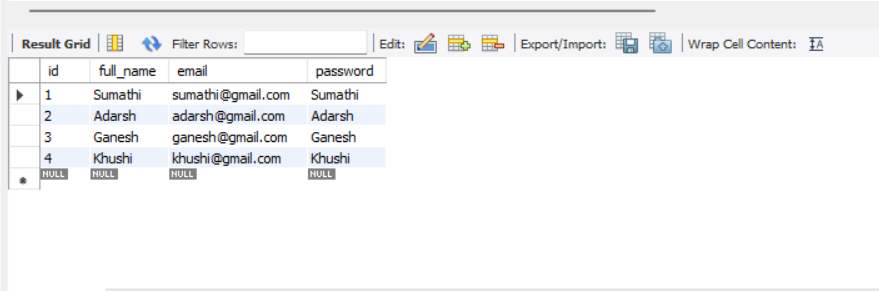 Result Grid Filter Rows: Edit: Export/Import: Wrap Cell Content: IA
id full_name email password
1 Sumathi sumathi@gmail.com Sumathi
2 Adarsh adarsh@gmail.com Adarsh
3 Ganesh ganesh@gmail.com Ganesh
4 Khushi khushi@gmail.com Khushi
NULL NULL NULL NULL